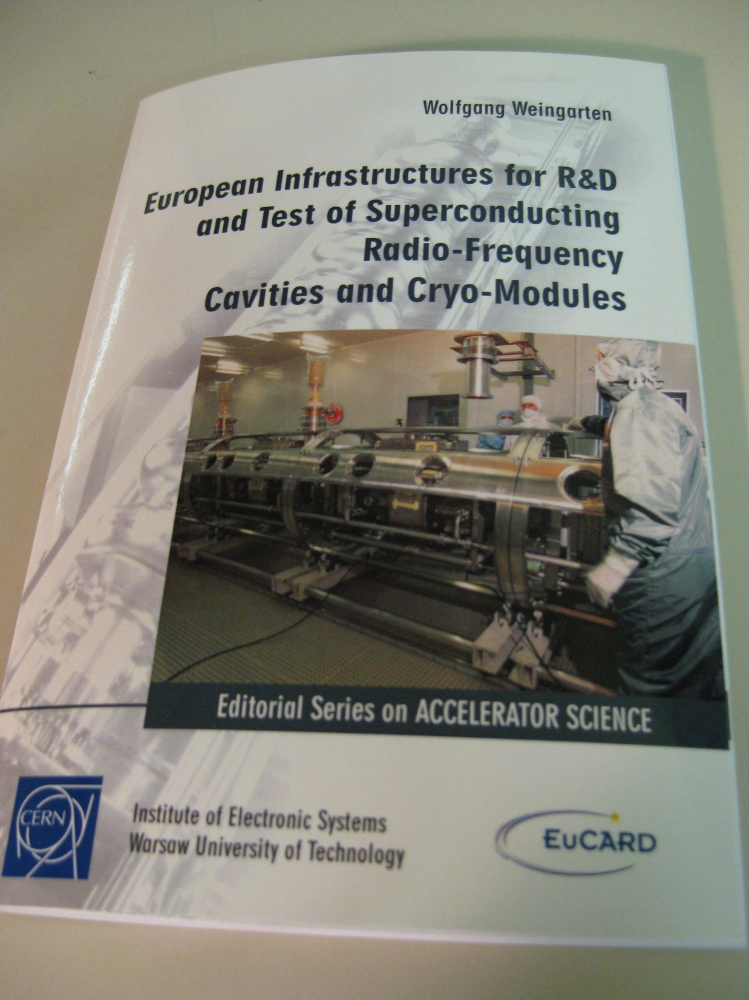 Wolfgang Weingarten
European Infrastructures for R&D
and Test of Superconducting
Radio-Frequency
Cavities and Cryo-Modules
Editorial Series on ACCELERATOR SCIENCE
CERN
Institute of Electronic Systems
Warsaw University of Technology
EuCARD